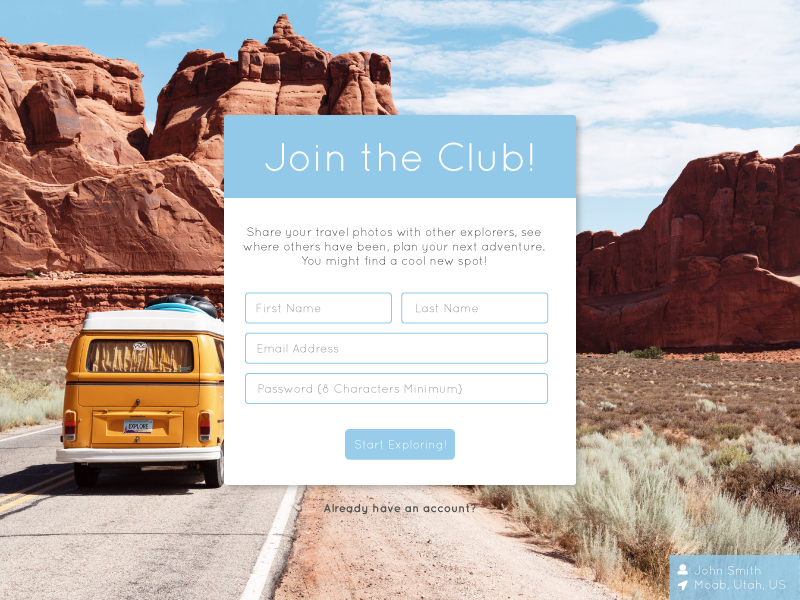 Join the Club!
Share your travel photos with other explorers, see
where others have been, plan your next adventure.
You might find a cool new spot!
First Name
Last Name
Email Address
Password (8 Characters Minimum)
Start Exploring!
EXPLORE
Already have an account?
John Smith
Moab, Utah, US